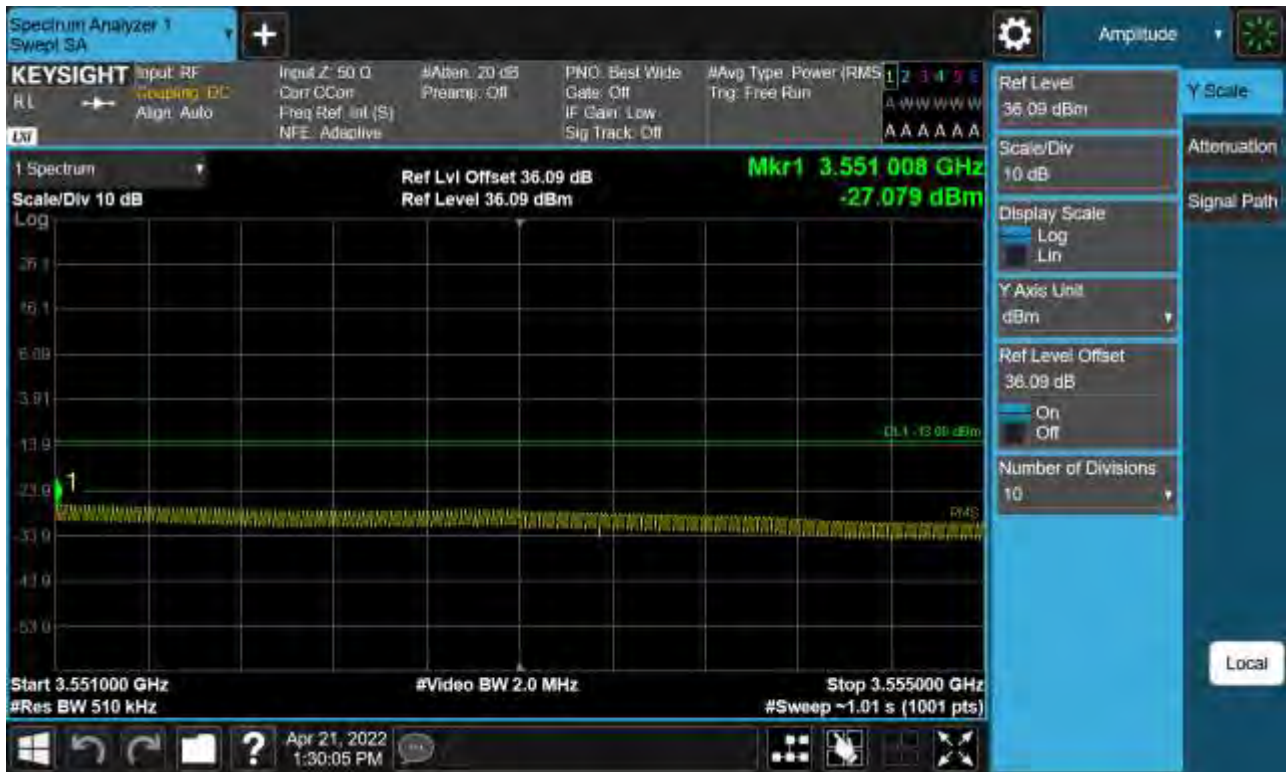 Spectrum Analyzer 1
Swept SA
Amplitude
KEYSIGHT
RL
LXI
Input: RF
Coupling: DC
Align: Auto
Input Z: 50 Ω
Corr CCorr
Freq Ref: Int (S)
NFE: Adaptive
#Atten: 20 dB
Preamp: Off
PNO: Best Wide
Gate: Off
IF Gain: Low
Sig Track: Off
#Avg Type: Power (RMS
Trig: Free Run
1 2 3 4 5 6
A W W W W W
A A A A A A
1 Spectrum
Scale/Div 10 dB
Log
Ref Lvl Offset 36.09 dB
Ref Level 36.09 dBm
Mkr1 3.551 008 GHz
-27.079 dBm
26.1
16.1
6.09
-3.91
-13.9
-23.9
-33.9
-43.9
-53.9
DL1 -13.00 dBm
1
RMS
Start 3.551000 GHz
#Res BW 510 kHz
#Video BW 2.0 MHz
Stop 3.555000 GHz
#Sweep ~1.01 s (1001 pts)
Ref Level
36.09 dBm
Scale/Div
10 dB
Display Scale
Log
Lin
Y Axis Unit
dBm
Ref Level Offset
36.09 dB
On
Off
Number of Divisions
10
Y Scale
Attenuation
Signal Path
Local
?
Apr 21, 2022
1:30:05 PM